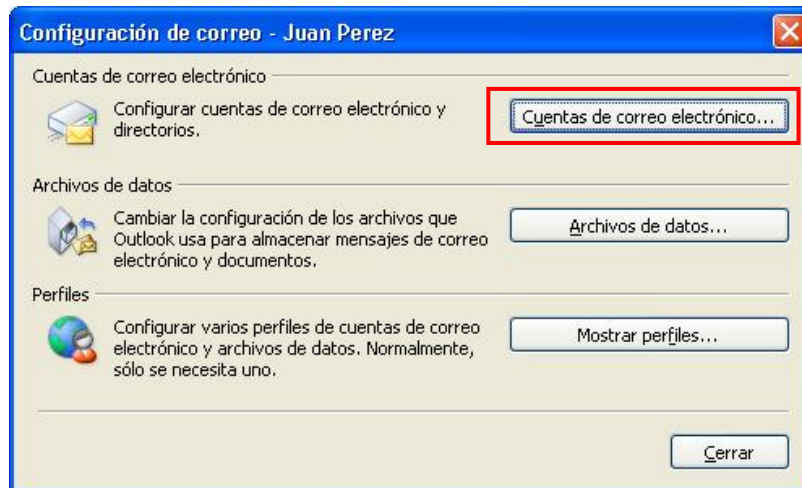 Configuración de correo - Juan Perez
Cuentas de correo electrónico
Configurar cuentas de correo electrónico y
directorios.
Cuentas de correo electrónico...
Archivos de datos
Cambiar la configuración de los archivos que
Outlook usa para almacenar mensajes de correo
electrónico y documentos.
Archivos de datos...
Perfiles
Configurar varios perfiles de cuentas de correo
electrónico y archivos de datos. Normalmente,
sólo se necesita uno.
Mostrar perfiles...
Cerrar